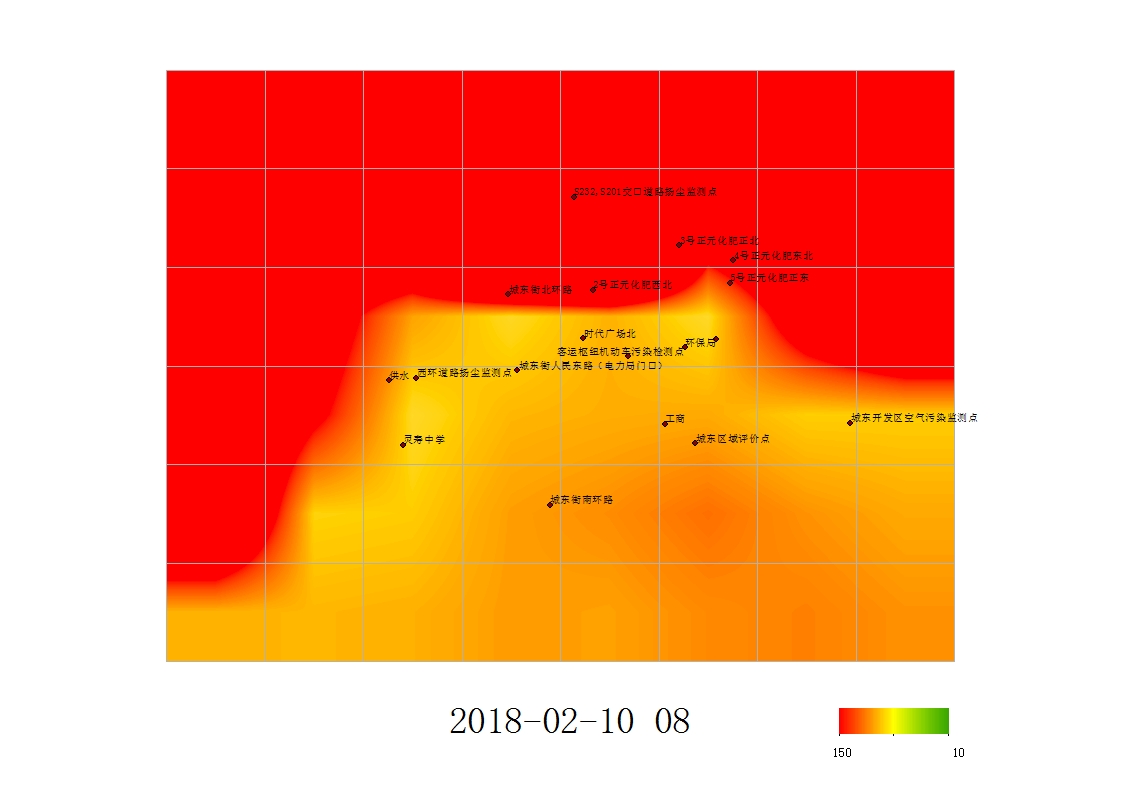 S232,S201交口道路扬尘监测点
3号正元化肥正北
4号正元化肥东北
5号正元化肥正东
2号正元化肥西北
城东街北环路
时代广场北
环保局
客运枢纽机动车污染检测点
城东街人民东路（电力局门口）
西环道路扬尘监测点
供水
城东开发区空气污染监测点
工商
城东区域评价点
灵寿中学
城东街南环路
2018-02-10 08
150
10